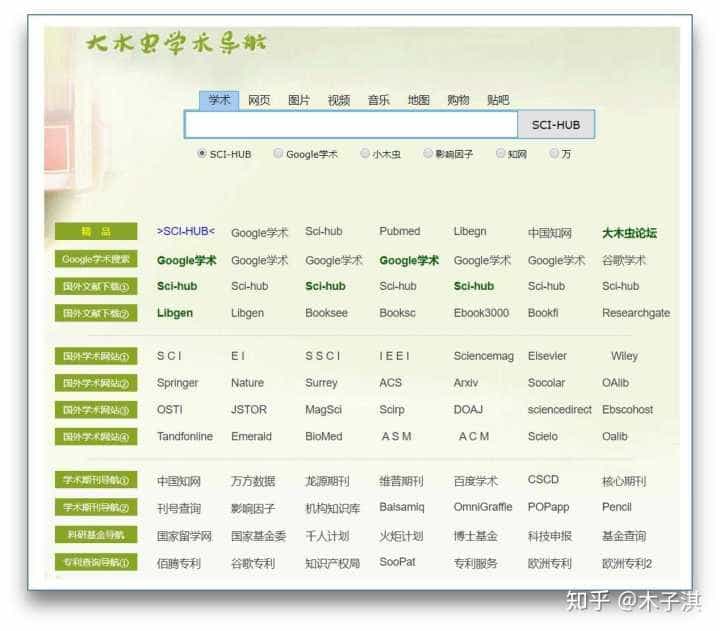 大木虫学术导航
学术 网页 图片 视频 音乐 地图 购物 贴吧
SCI-HUB
SCI-HUB Google学术 小木虫 影响因子 知网 万
精 品 >SCI-HUB< Google学术 Sci-hub Pubmed Libegn 中国知网 大木虫论坛
Google学术搜索 Google学术 Google学术 Google学术 Google学术 Google学术 Google学术 谷歌学术
国外文献下载① Sci-hub Sci-hub Sci-hub Sci-hub Sci-hub Sci-hub Sci-hub
国外文献下载② Libgen Libgen Booksee Booksc Ebook3000 Bookfi Researchgate
国外学术网站① S C I E I S S C I I E E I Sciencemag Elsevier Wiley
国外学术网站② Springer Nature Surrey ACS Arxiv Socolar OAlib
国外学术网站③ OSTI JSTOR MagSci Scirp DOAJ sciencedirect Ebscohost
国外学术网站④ Tandfonline Emerald BioMed A S M A C M Scielo Oalib
学术期刊导航① 中国知网 万方数据 龙源期刊 维普期刊 百度学术 CSCD 核心期刊
学术期刊导航② 刊号查询 影响因子 机构知识库 Balsamiq OmniGraffle POPapp Pencil
科研基金导航 国家留学网 国家基金委 千人计划 火炬计划 博士基金 科技申报 基金查询
专利查询导航① 佰腾专利 谷歌专利 知识产权局 SooPat 专利服务 欧洲专利 欧洲专利2
知乎 @木子淇